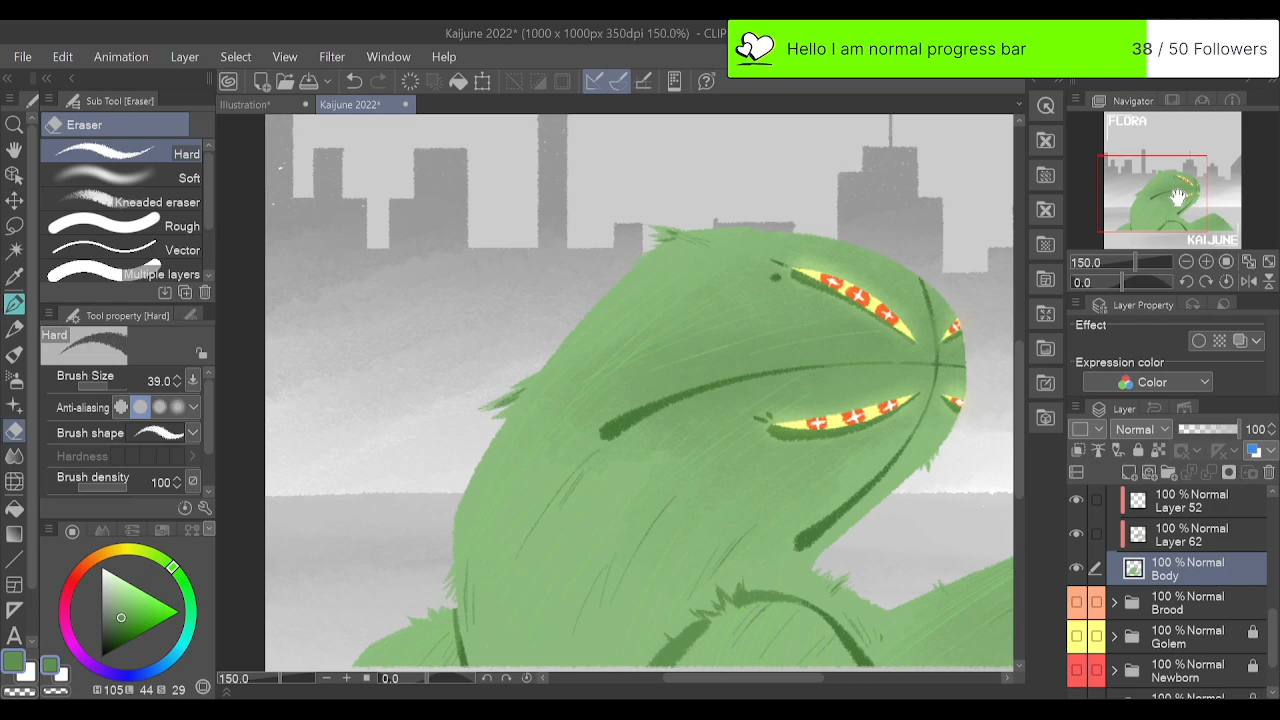 Kaijune 2022* (1000 x 1000px 350dpi 150.0%) - CLIP
Hello I am normal progress bar
38 / 50 Followers
File Edit Animation Layer Select View Filter Window Help
Sub Tool [Eraser]
Illustration*
Kaijune 2022*
Navigator
Eraser
Hard
Soft
Kneaded eraser
Rough
Vector
Multiple layers
FLORA
KAIJUNE
150.0
0.0
Tool property [Hard]
Hard
Brush Size 39.0
Anti-aliasing
Brush shape
Hardness
Brush density 100
Layer Property
Effect
Expression color
Color
Layer
Normal 100
100 % Normal
Layer 52
100 % Normal
Layer 62
100 % Normal
Body
100 % Normal
Brood
100 % Normal
Golem
100 % Normal
Newborn
100 % Normal
A
H 105 L 44 S 29
150.0
0.0